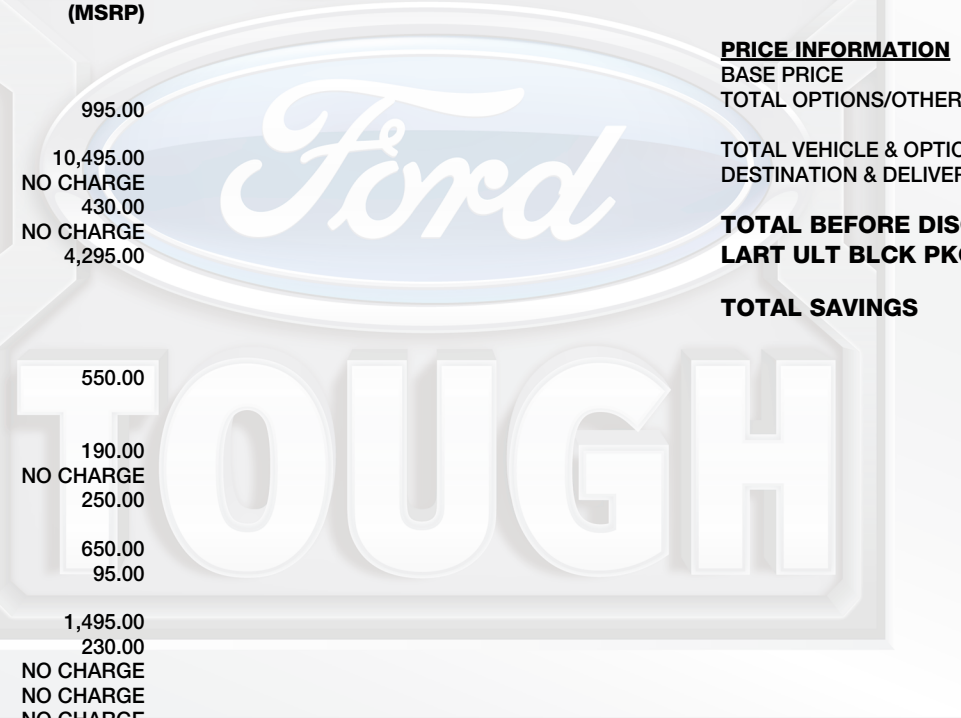 (MSRP)
995.00
10,495.00
NO CHARGE
430.00
NO CHARGE
4,295.00
550.00
190.00
NO CHARGE
250.00
650.00
95.00
1,495.00
230.00
NO CHARGE
NO CHARGE
NO CHARGE
PRICE INFORMATION
BASE PRICE
TOTAL OPTIONS/OTHER
TOTAL VEHICLE & OPTIO
DESTINATION & DELIVER
TOTAL BEFORE DIS
LART ULT BLCK PK
TOTAL SAVINGS
Ford
TOUGH